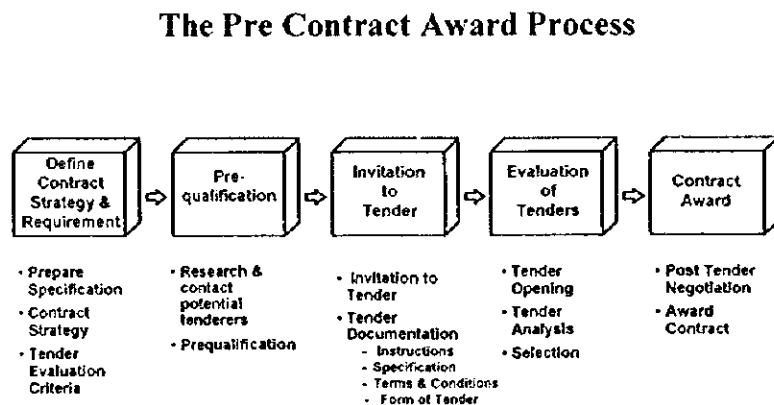 The Pre Contract Award Process
Define
Contract
Strategy &
Requirement
Pre-
qualification
Invitation
to
Tender
Evaluation
of
Tenders
Contract
Award
• Prepare
Specification
• Contract
Strategy
• Tender
Evaluation
Criteria
• Research &
contact
potential
tenderers
• Prequalification
• Invitation to
Tender
• Tender
Documentation
- Instructions
- Specification
- Terms & Conditions
- Form of Tender
• Tender
Opening
• Tender
Analysis
• Selection
• Post Tender
Negotiation
• Award
Contract